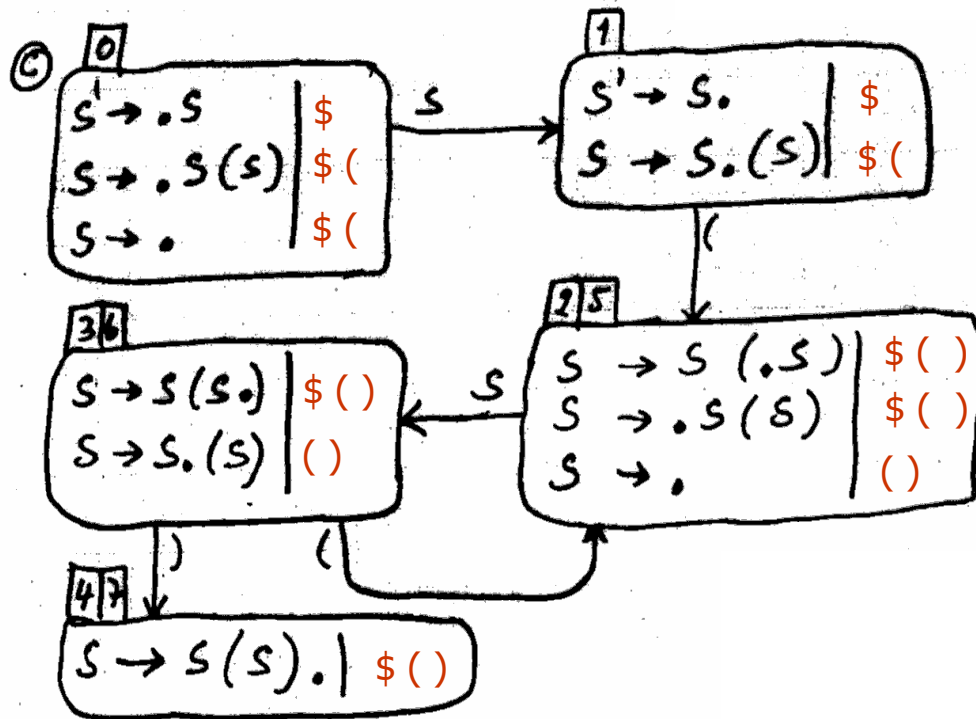 © 0
S' → .S | $
S → . S(S) | $ (
S → . | $ (
S
1
S' → S. | $
S → S.(S) | $ (
(
2 5
S → S (.S) | $ ( )
S → . S(S) | $ ( )
S → . | ( )
S
3 6
S → S(S.) | $ ( )
S → S.(S) | ( )
)
(
4 7
S → S(S). | $ ( )